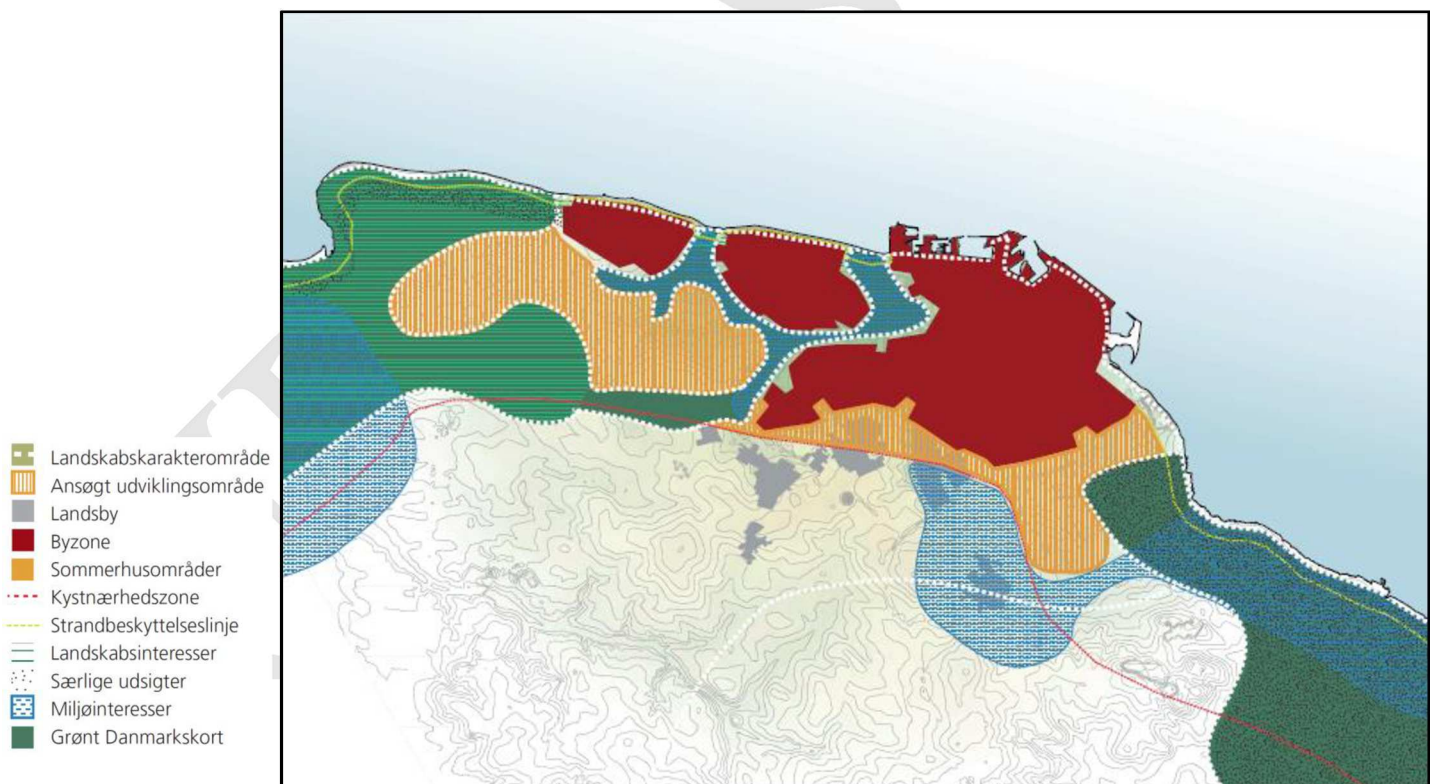 Landskabskarakterområde
Ansøgt udviklingsområde
Landsby
Byzone
Sommerhusområder
Kystnærhedszone
Strandbeskyttelseslinje
Landskabsinteresser
Særlige udsigter
Miljøinteresser
Grønt Danmarkskort